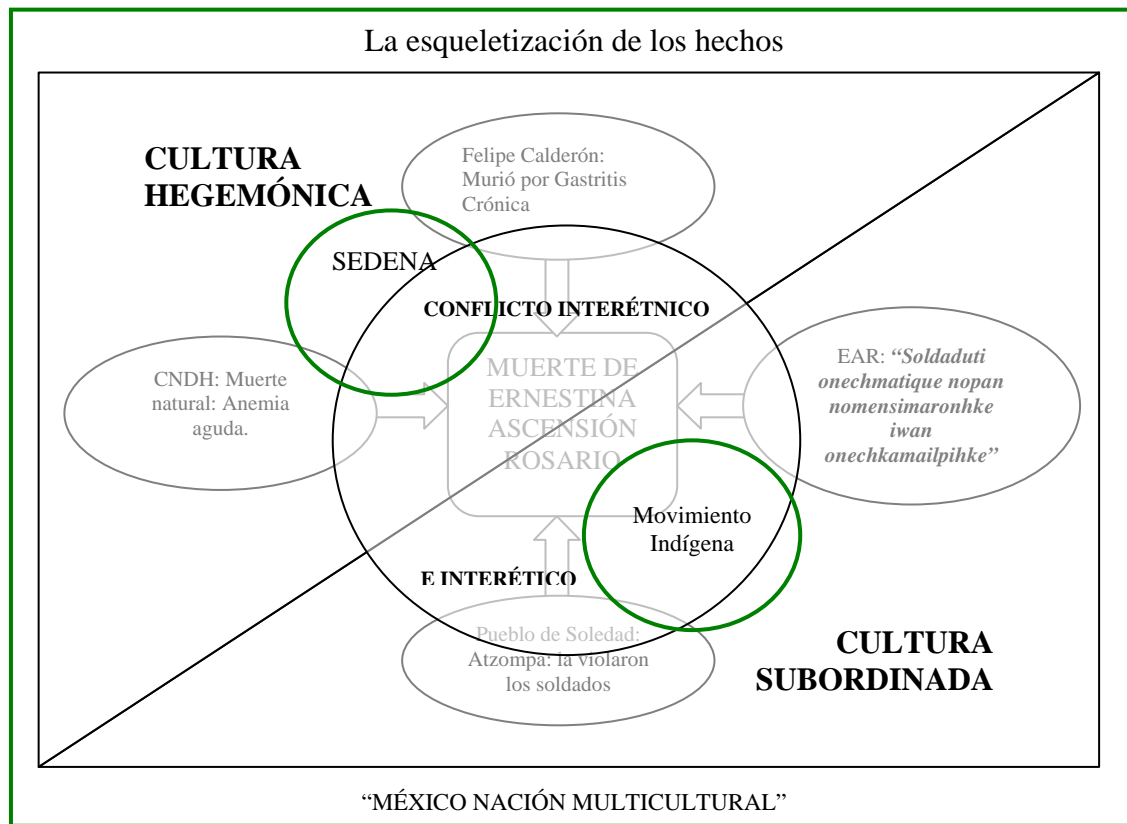 La esqueletización de los hechos
CULTURA
HEGEMÓNICA
Felipe Calderón:
Murió por Gastritis
Crónica
SEDENA
CONFLICTO INTERÉTNICO
CNDH: Muerte
natural: Anemia
aguda.
MUERTE DE
ERNESTINA
ASCENSIÓN
ROSARIO
EAR: “Soldaduti
onechmatique nopan
nomensimaronhke
iwan
onechkamailpihke”
Movimiento
Indígena
E INTERÉTICO
Pueblo de Soledad:
Atzompa: la violaron
los soldados
CULTURA
SUBORDINADA
“MÉXICO NACIÓN MULTICULTURAL”